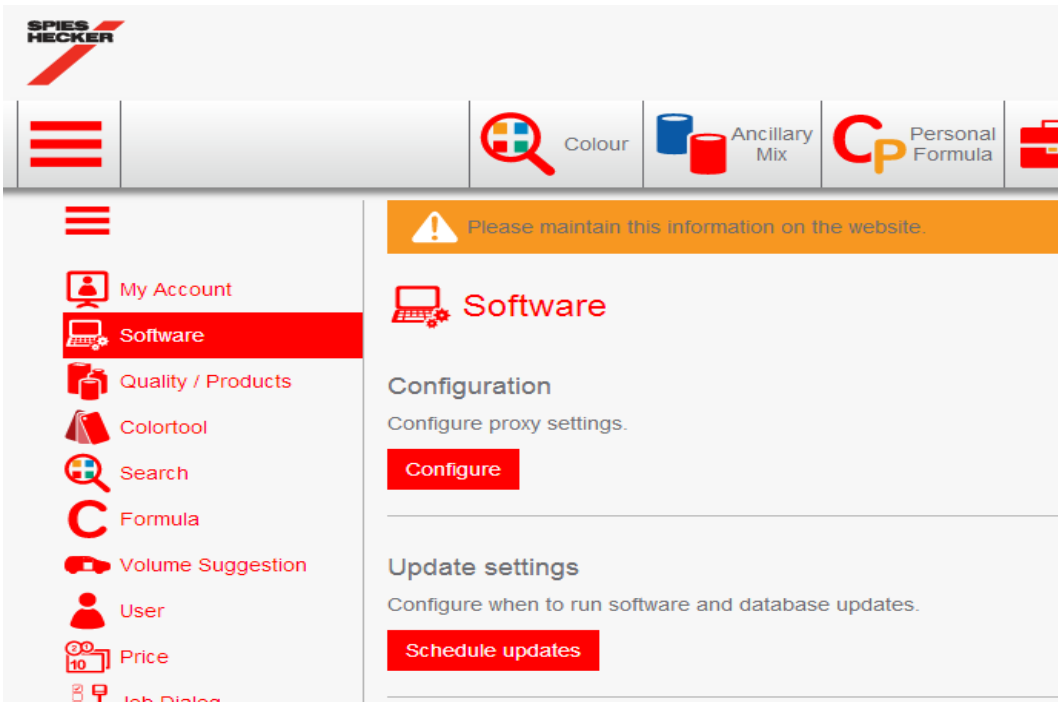 SPIES
HECKER
Colour
Ancillary
Mix
Personal
Formula
Please maintain this information on the website.
My Account
Software
Quality / Products
Colortool
Search
Formula
Volume Suggestion
User
Price
Job Dialog
Software
Configuration
Configure proxy settings.
Configure
Update settings
Configure when to run software and database updates.
Schedule updates